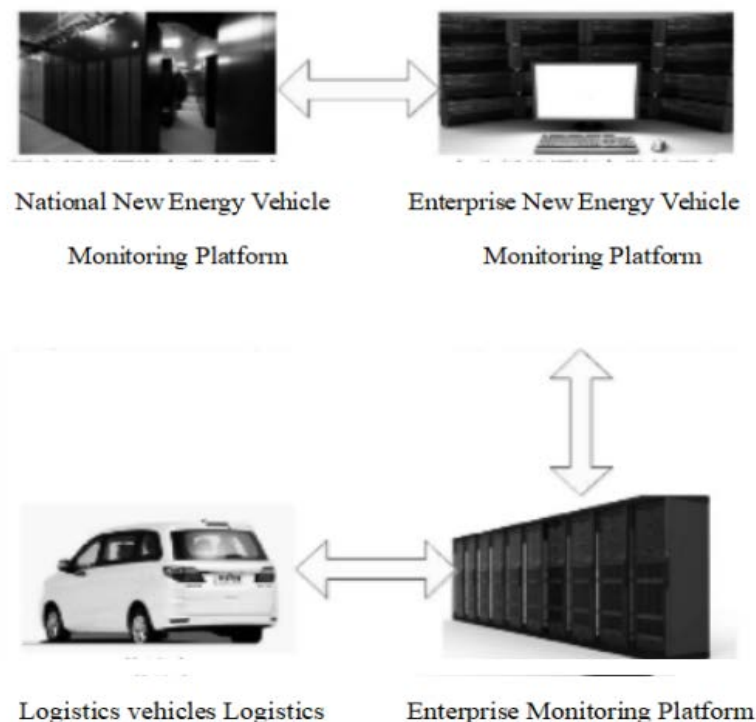 National New Energy Vehicle
Monitoring Platform
Enterprise New Energy Vehicle
Monitoring Platform
Logistics vehicles Logistics
Enterprise Monitoring Platform